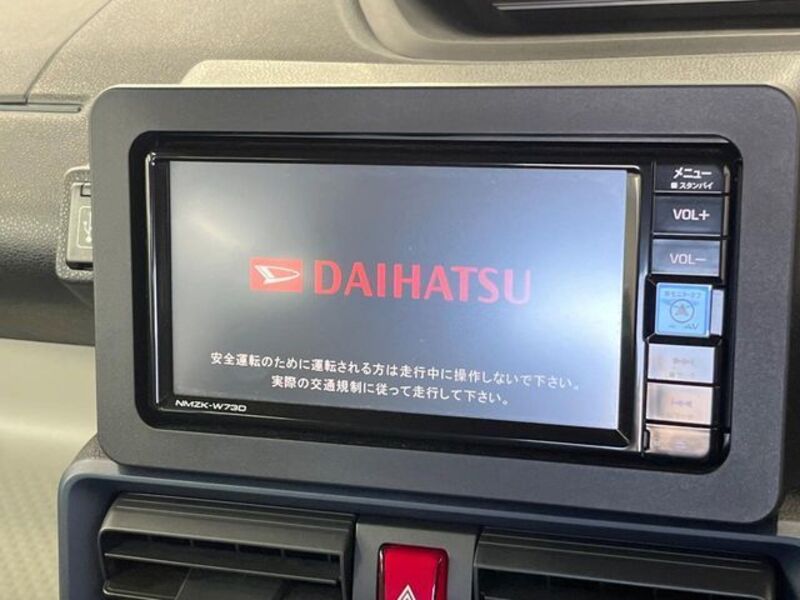 メニュー
スタンバイ
VOL+
VOL−
DAIHATSU
AV
安全運転のために運転される方は走行中に操作しないで下さい。
実際の交通規制に従って走行して下さい。
NMZK-W73D